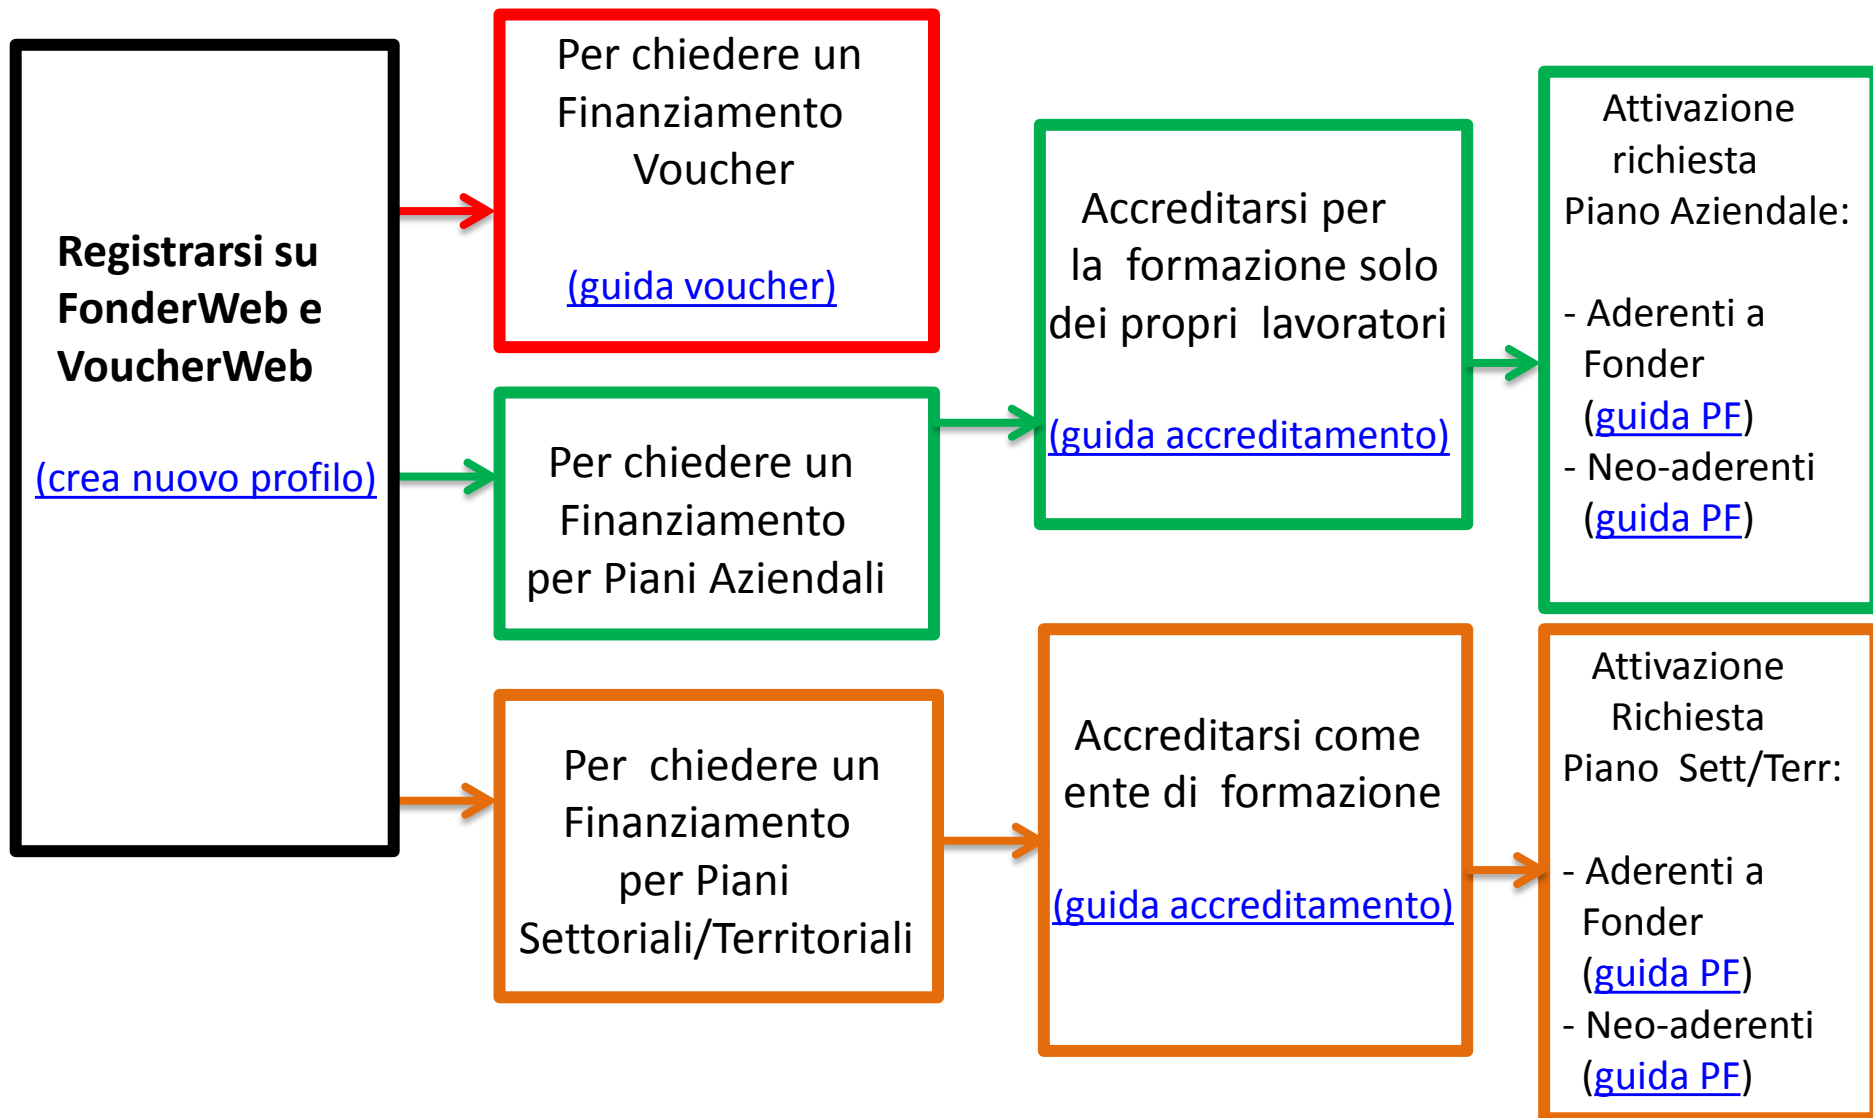 Registrarsi su
FonderWeb e
VoucherWeb
(crea nuovo profilo)
Per chiedere un
Finanziamento
Voucher
(guida voucher)
Per chiedere un
Finanziamento
per Piani Aziendali
Accreditarsi per
la formazione solo
dei propri lavoratori
(guida accreditamento)
Attivazione
richiesta
Piano Aziendale:
- Aderenti a
Fonder
(guida PF)
- Neo-aderenti
(guida PF)
Per chiedere un
Finanziamento
per Piani
Settoriali/Territoriali
Accreditarsi come
ente di formazione
(guida accreditamento)
Attivazione
Richiesta
Piano Sett/Terr:
- Aderenti a
Fonder
(guida PF)
- Neo-aderenti
(guida PF)